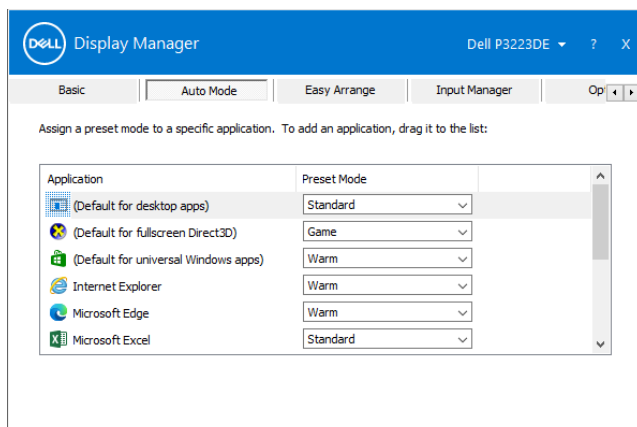 DELL Display Manager Dell P3223DE ? X
Basic Auto Mode Easy Arrange Input Manager Op
Assign a preset mode to a specific application. To add an application, drag it to the list:
Application Preset Mode
(Default for desktop apps) Standard
(Default for fullscreen Direct3D) Game
(Default for universal Windows apps) Warm
Internet Explorer Warm
Microsoft Edge Warm
Microsoft Excel Standard